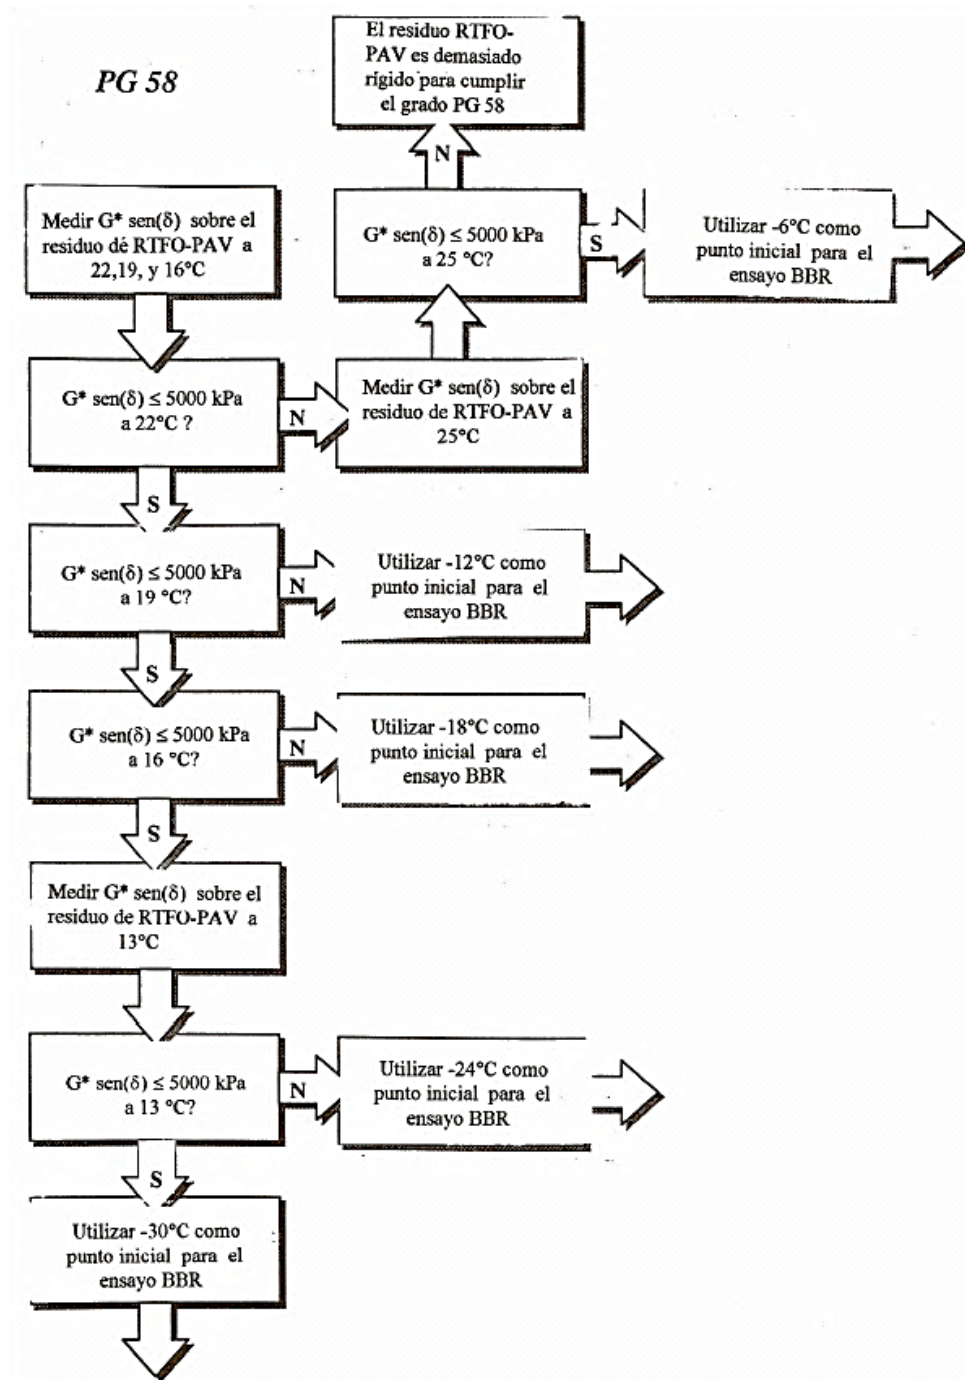 PG 58
El residuo RTFO-
PAV es demasiado
rígido para cumplir
el grado PG 58
N
Medir G* sen(δ) sobre el
residuo dé RTFO-PAV a
22,19, y 16°C
G* sen(δ) ≤ 5000 kPa
a 25 °C?
S
Utilizar -6°C como
punto inicial para el
ensayo BBR
G* sen(δ) ≤ 5000 kPa
a 22°C ?
N
Medir G* sen(δ) sobre el
residuo de RTFO-PAV a
25°C
S
G* sen(δ) ≤ 5000 kPa
a 19 °C?
N
Utilizar -12°C como
punto inicial para el
ensayo BBR
S
G* sen(δ) ≤ 5000 kPa
a 16 °C?
N
Utilizar -18°C como
punto inicial para el
ensayo BBR
S
Medir G* sen(δ) sobre el
residuo de RTFO-PAV a
13°C
G* sen(δ) ≤ 5000 kPa
a 13 °C?
N
Utilizar -24°C como
punto inicial para el
ensayo BBR
S
Utilizar -30°C como
punto inicial para el
ensayo BBR